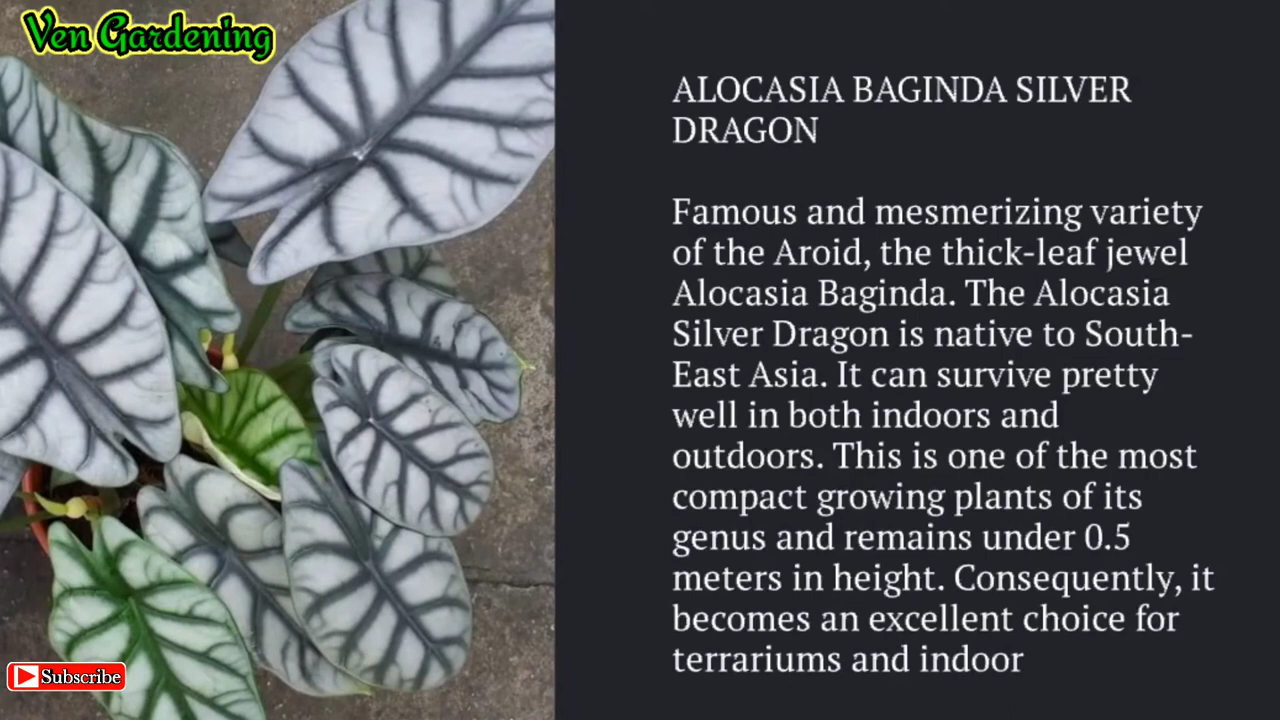 Ven Gardening
ALOCASIA BAGINDA SILVER
DRAGON
Famous and mesmerizing variety
of the Aroid, the thick-leaf jewel
Alocasia Baginda. The Alocasia
Silver Dragon is native to South-
East Asia. It can survive pretty
well in both indoors and
outdoors. This is one of the most
compact growing plants of its
genus and remains under 0.5
meters in height. Consequently, it
becomes an excellent choice for
terrariums and indoor
Subscribe